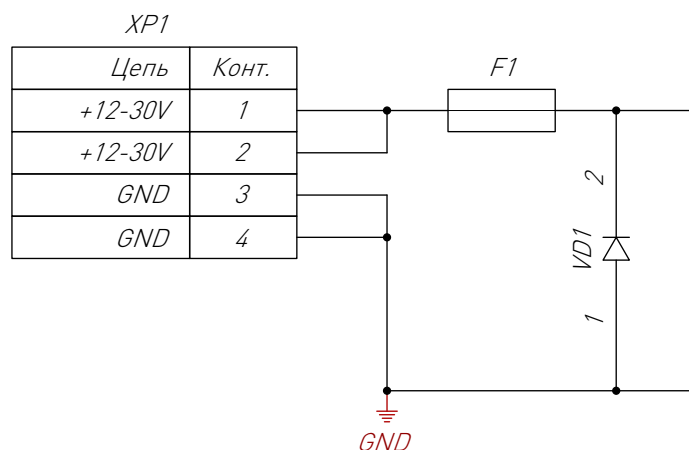 XP1
Цепь Конт.
+12-30V 1
+12-30V 2
GND 3
GND 4
F1
2
VD1
1
GND